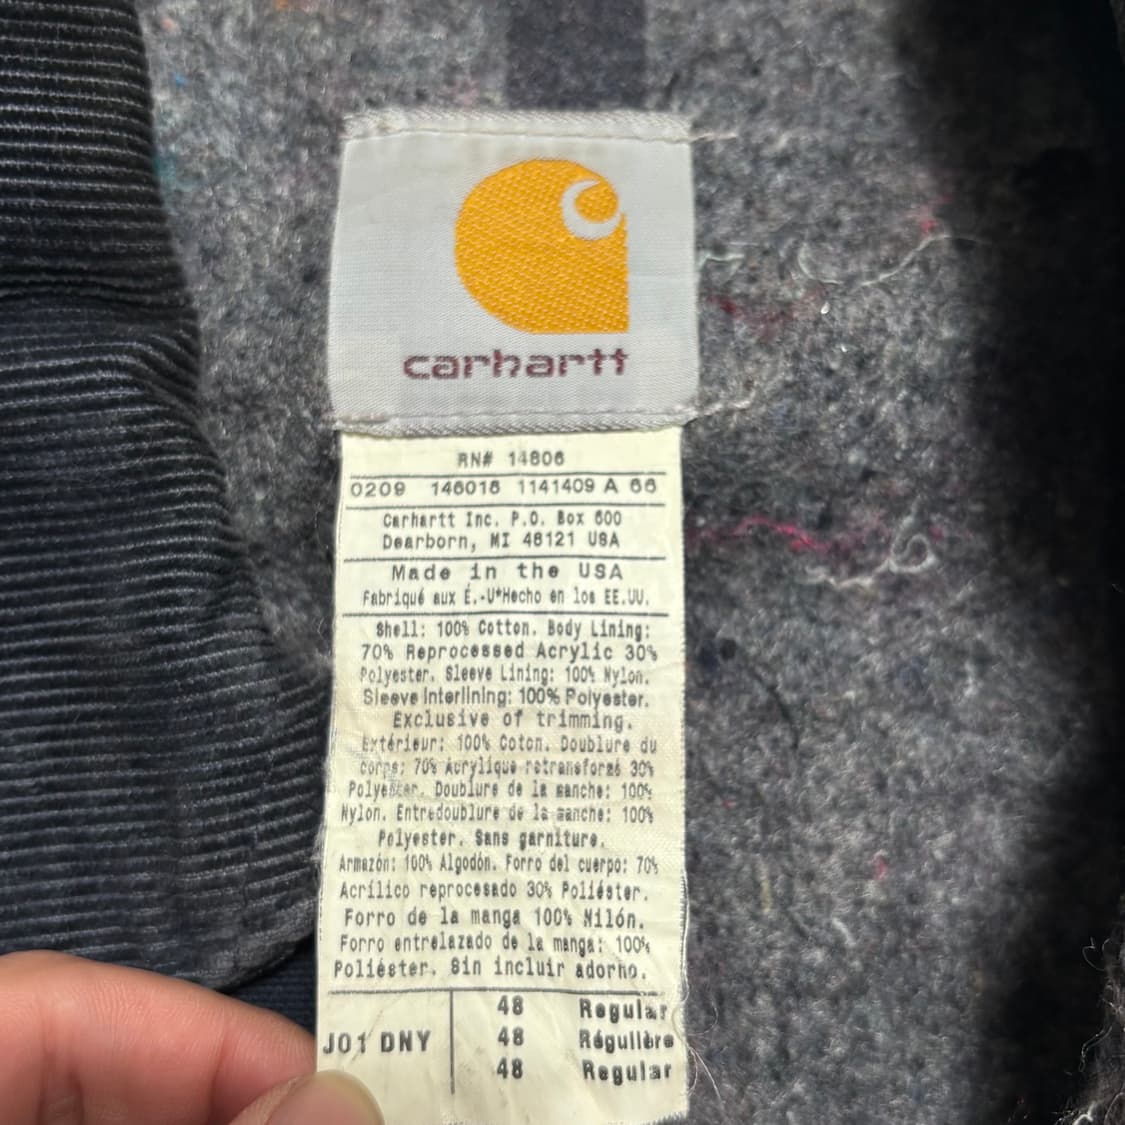 carhartt
RN# 14806
0209 146018 1141409 A 66
Carhartt Inc. P.O. Box 600
Dearborn, MI 48121 USA
Made in the USA
Fabriqué aux É.-U*Hecho en los EE.UU.
Shell: 100% Cotton. Body Lining:
70% Reprocessed Acrylic 30%
Polyester. Sleeve Lining: 100% Nylon.
Sleeve Interlining: 100% Polyester.
Exclusive of trimming.
Extérieur: 100% Coton. Doublure du
corps: 70% Acrylique retransformé 30%
Polyester. Doublure de la manche: 100%
Nylon. Entredoublure de la manche: 100%
Polyester. Sans garniture.
Armazón: 100% Algodón. Forro del cuerpo: 70%
Acrílico reprocesado 30% Poliéster.
Forro de la manga 100% Nilón.
Forro entrelazado de la manga: 100%
Poliéster. Sin incluir adorno.
48 Regular
J01 DNY 48 Régulière
48 Regular